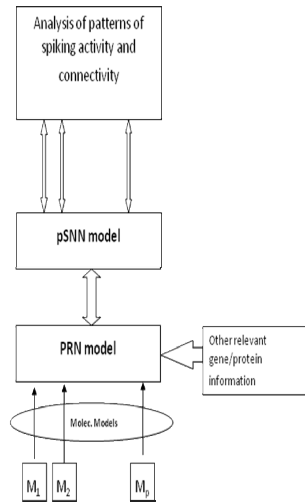 Analysis of patterns of
spiking activity and
connectivity
pSNN model
PRN model
Other relevant
gene/protein
information
Molec. Models
M1
M2
Mp